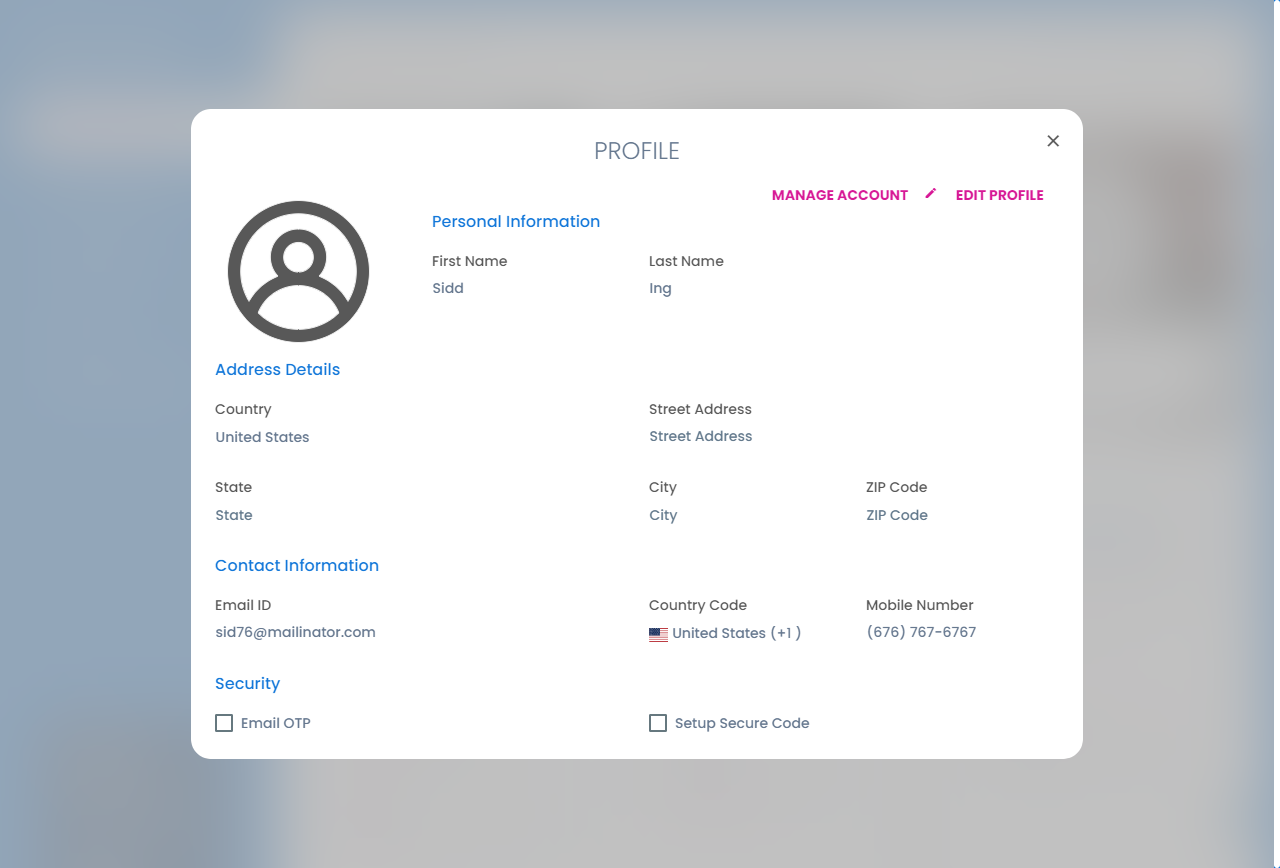 PROFILE
MANAGE ACCOUNT EDIT PROFILE
Personal Information
First Name Last Name
Sidd Ing
Address Details
Country Street Address
United States Street Address
State City ZIP Code
State City ZIP Code
Contact Information
Email ID Country Code Mobile Number
sid76@mailinator.com United States (+1 ) (676) 767-6767
Security
Email OTP Setup Secure Code